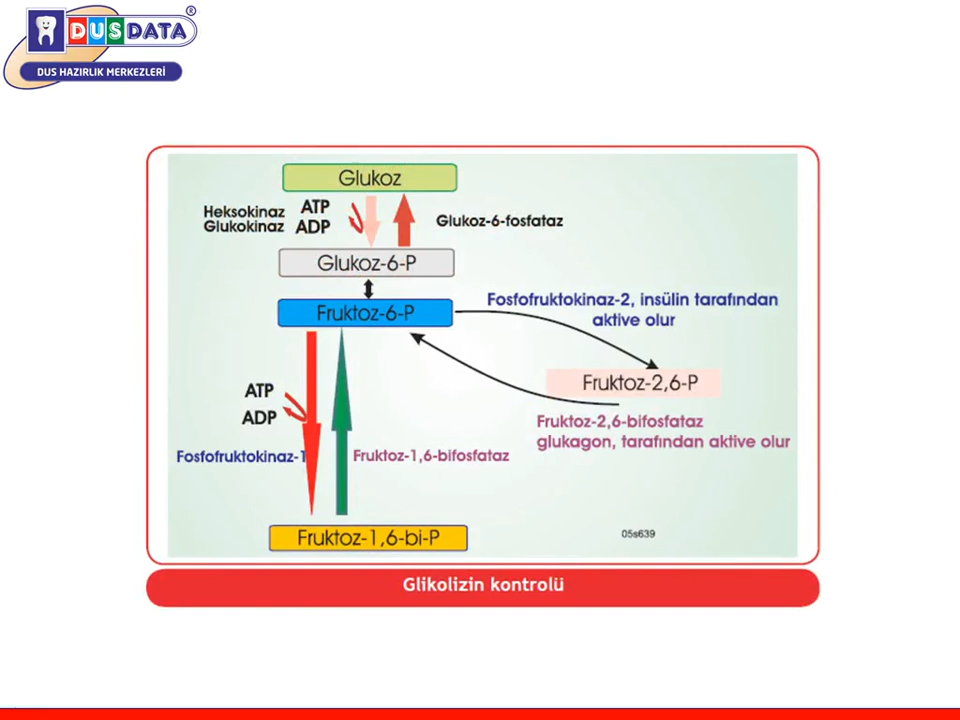 DUSDATA®
DUS HAZIRLIK MERKEZLERİ
Glukoz
Heksokinaz
Glukokinaz
ATP
ADP
Glukoz-6-fosfataz
Glukoz-6-P
Fruktoz-6-P
Fosfofruktokinaz-2, insülin tarafından
aktive olur
Fruktoz-2,6-P
ATP
ADP
Fruktoz-2,6-bifosfataz
glukagon, tarafından aktive olur
Fosfofruktokinaz-1
Fruktoz-1,6-bifosfataz
Fruktoz-1,6-bi-P
05s639
Glikolizin kontrolü